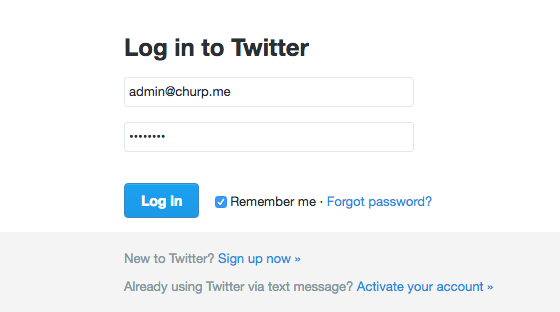 Log in to Twitter
admin@churp.me
••••••••
Log in Remember me · Forgot password?
New to Twitter? Sign up now »
Already using Twitter via text message? Activate your account »